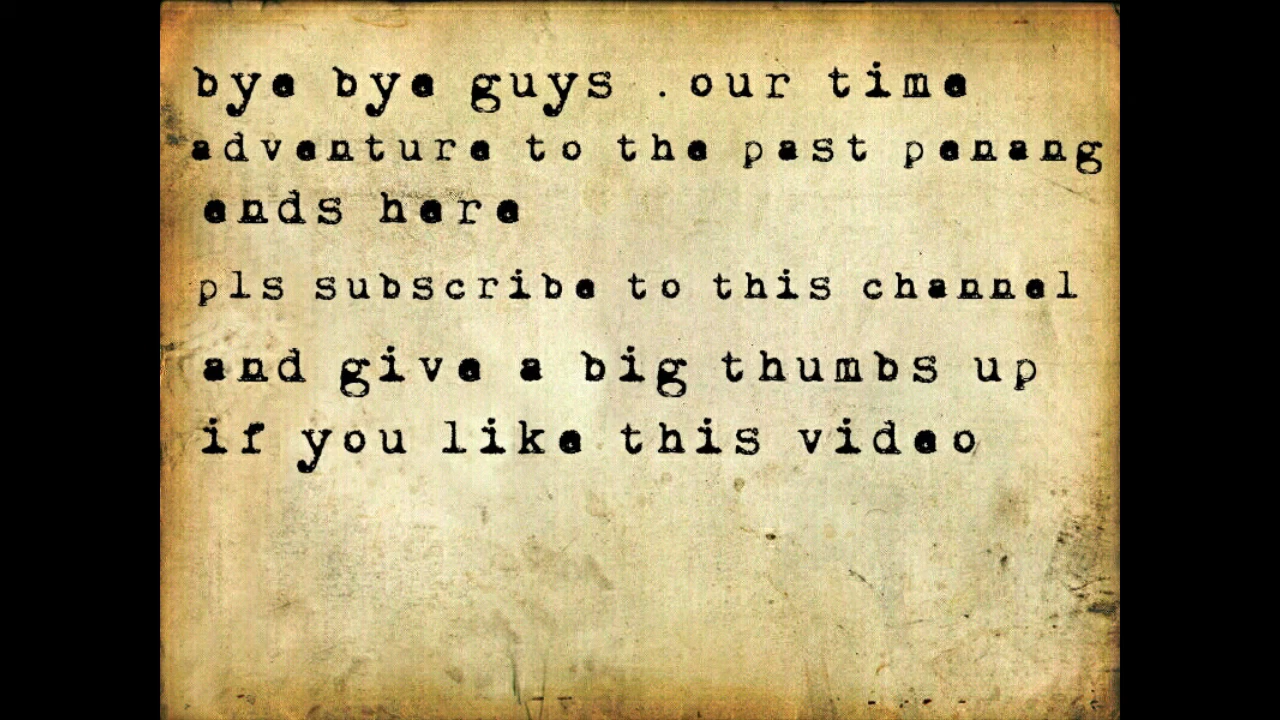 bye bye guys .our time
adventure to the past penang
ends here
pls subscribe to this channel
and give a big thumbs up
if you like this video